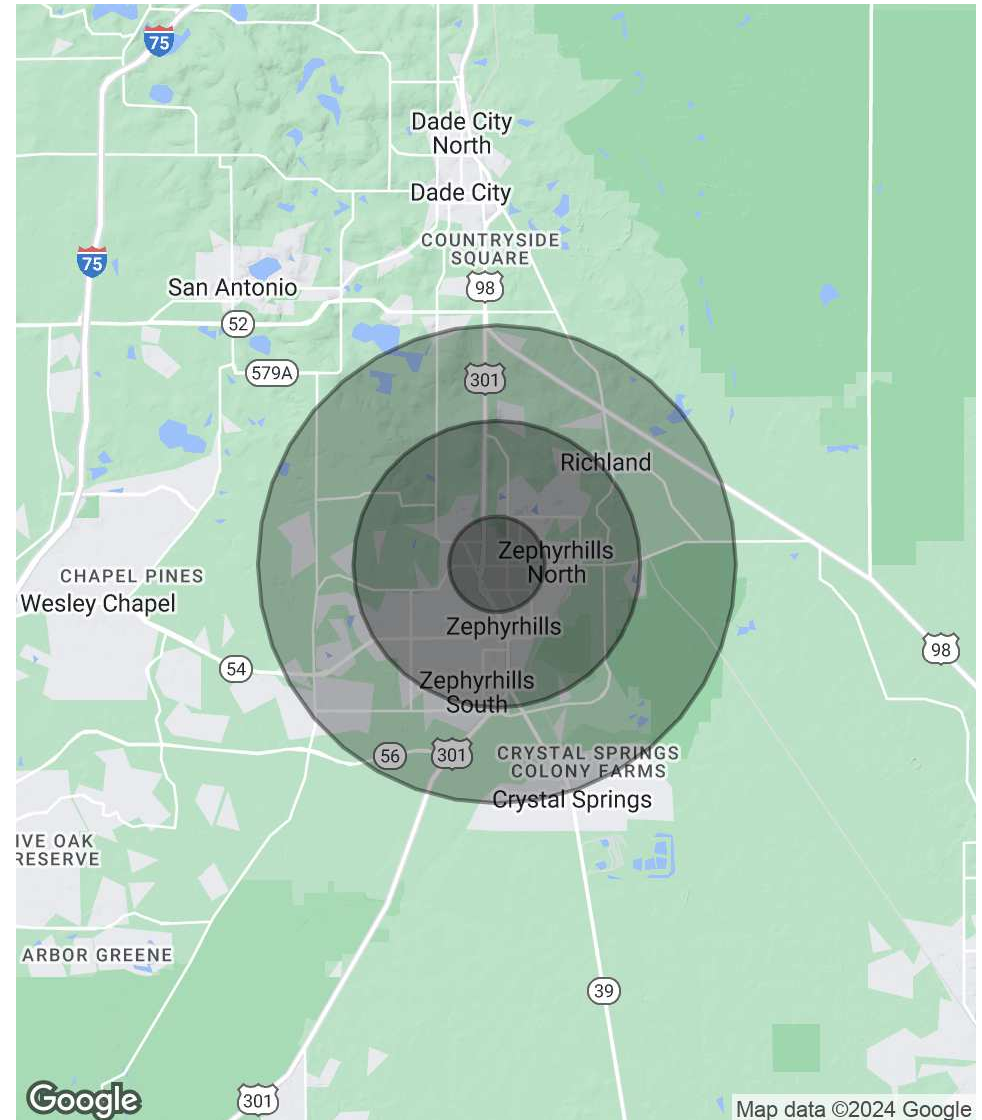 75
Dade City
North
Dade City
COUNTRYSIDE
SQUARE
75
98
San Antonio
52
579A
301
Richland
Zephyrhills
North
CHAPEL PINES
Wesley Chapel
Zephyrhills
98
54
Zephyrhills
South
56
301
CRYSTAL SPRINGS
COLONY FARMS
Crystal Springs
IVE OAK
RESERVE
ARBOR GREENE
39
Google
301
Map data ©2024 Google